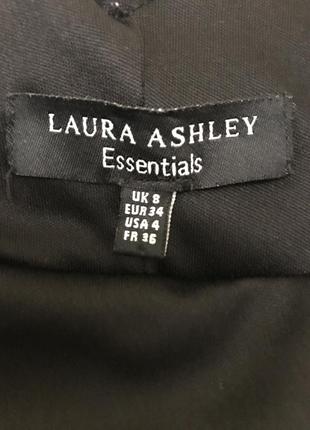 LAURA ASHLEY
Essentials
UK 8
EUR 34
USA 4
FR 36